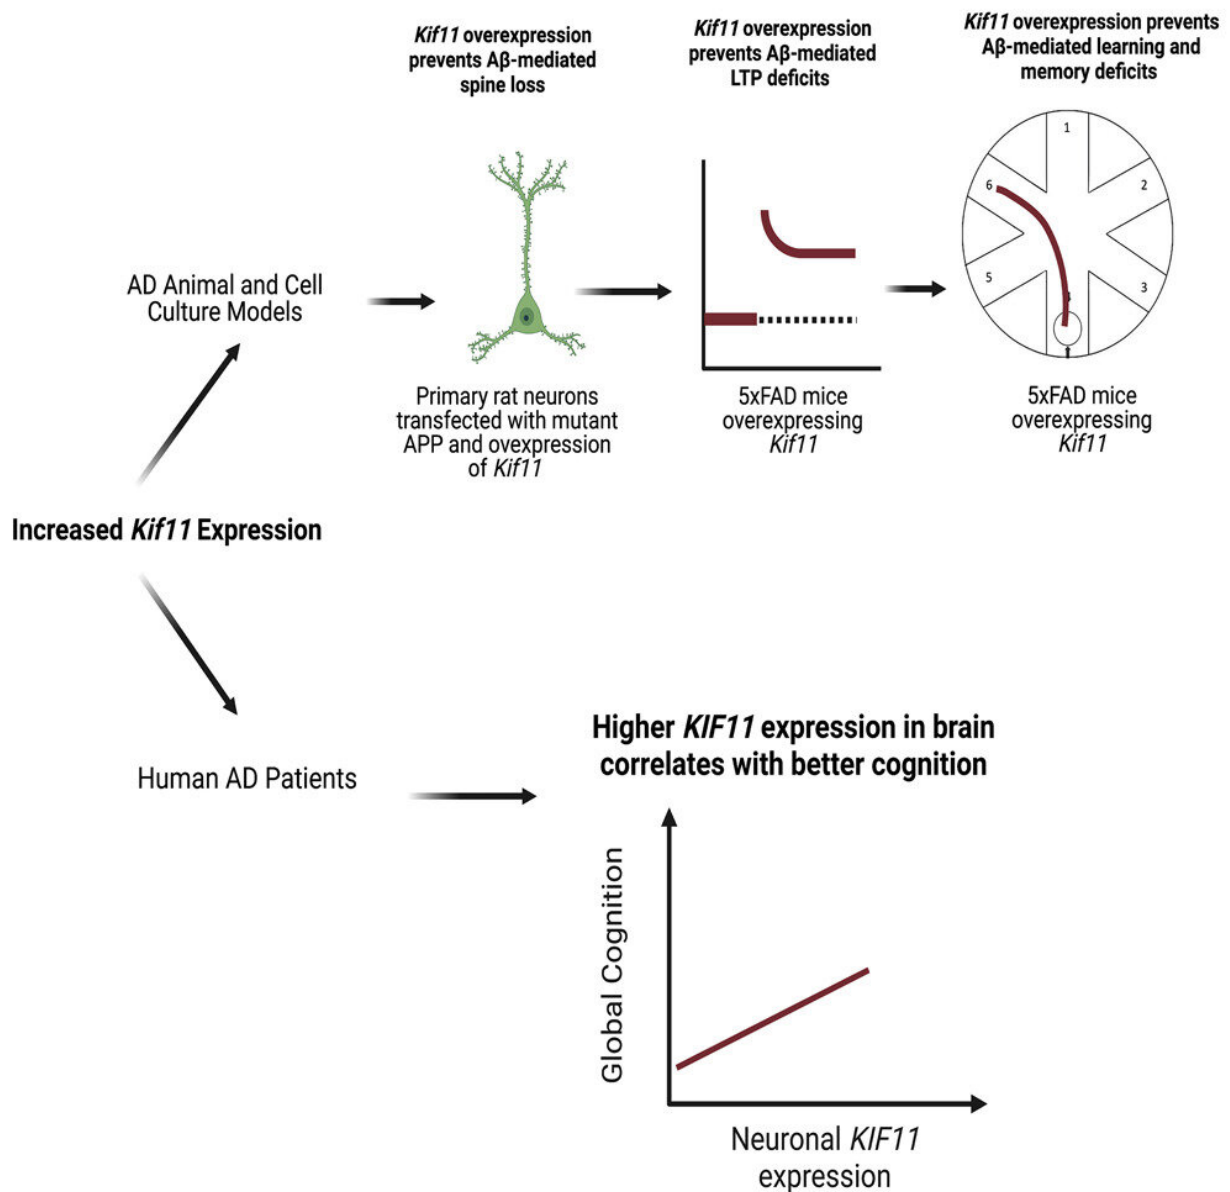 Kif11 overexpression
prevents Aβ-mediated
spine loss
Kif11 overexpression
prevents Aβ-mediated
LTP deficits
Kif11 overexpression prevents
Aβ-mediated learning and
memory deficits
1
2
3
5
6
AD Animal and Cell
Culture Models
Primary rat neurons
transfected with mutant
APP and ovexpression
of Kif11
5xFAD mice
overexpressing
Kif11
5xFAD mice
overexpressing
Kif11
Increased Kif11 Expression
Human AD Patients
Higher KIF11 expression in brain
correlates with better cognition
Global Cognition
Neuronal KIF11
expression